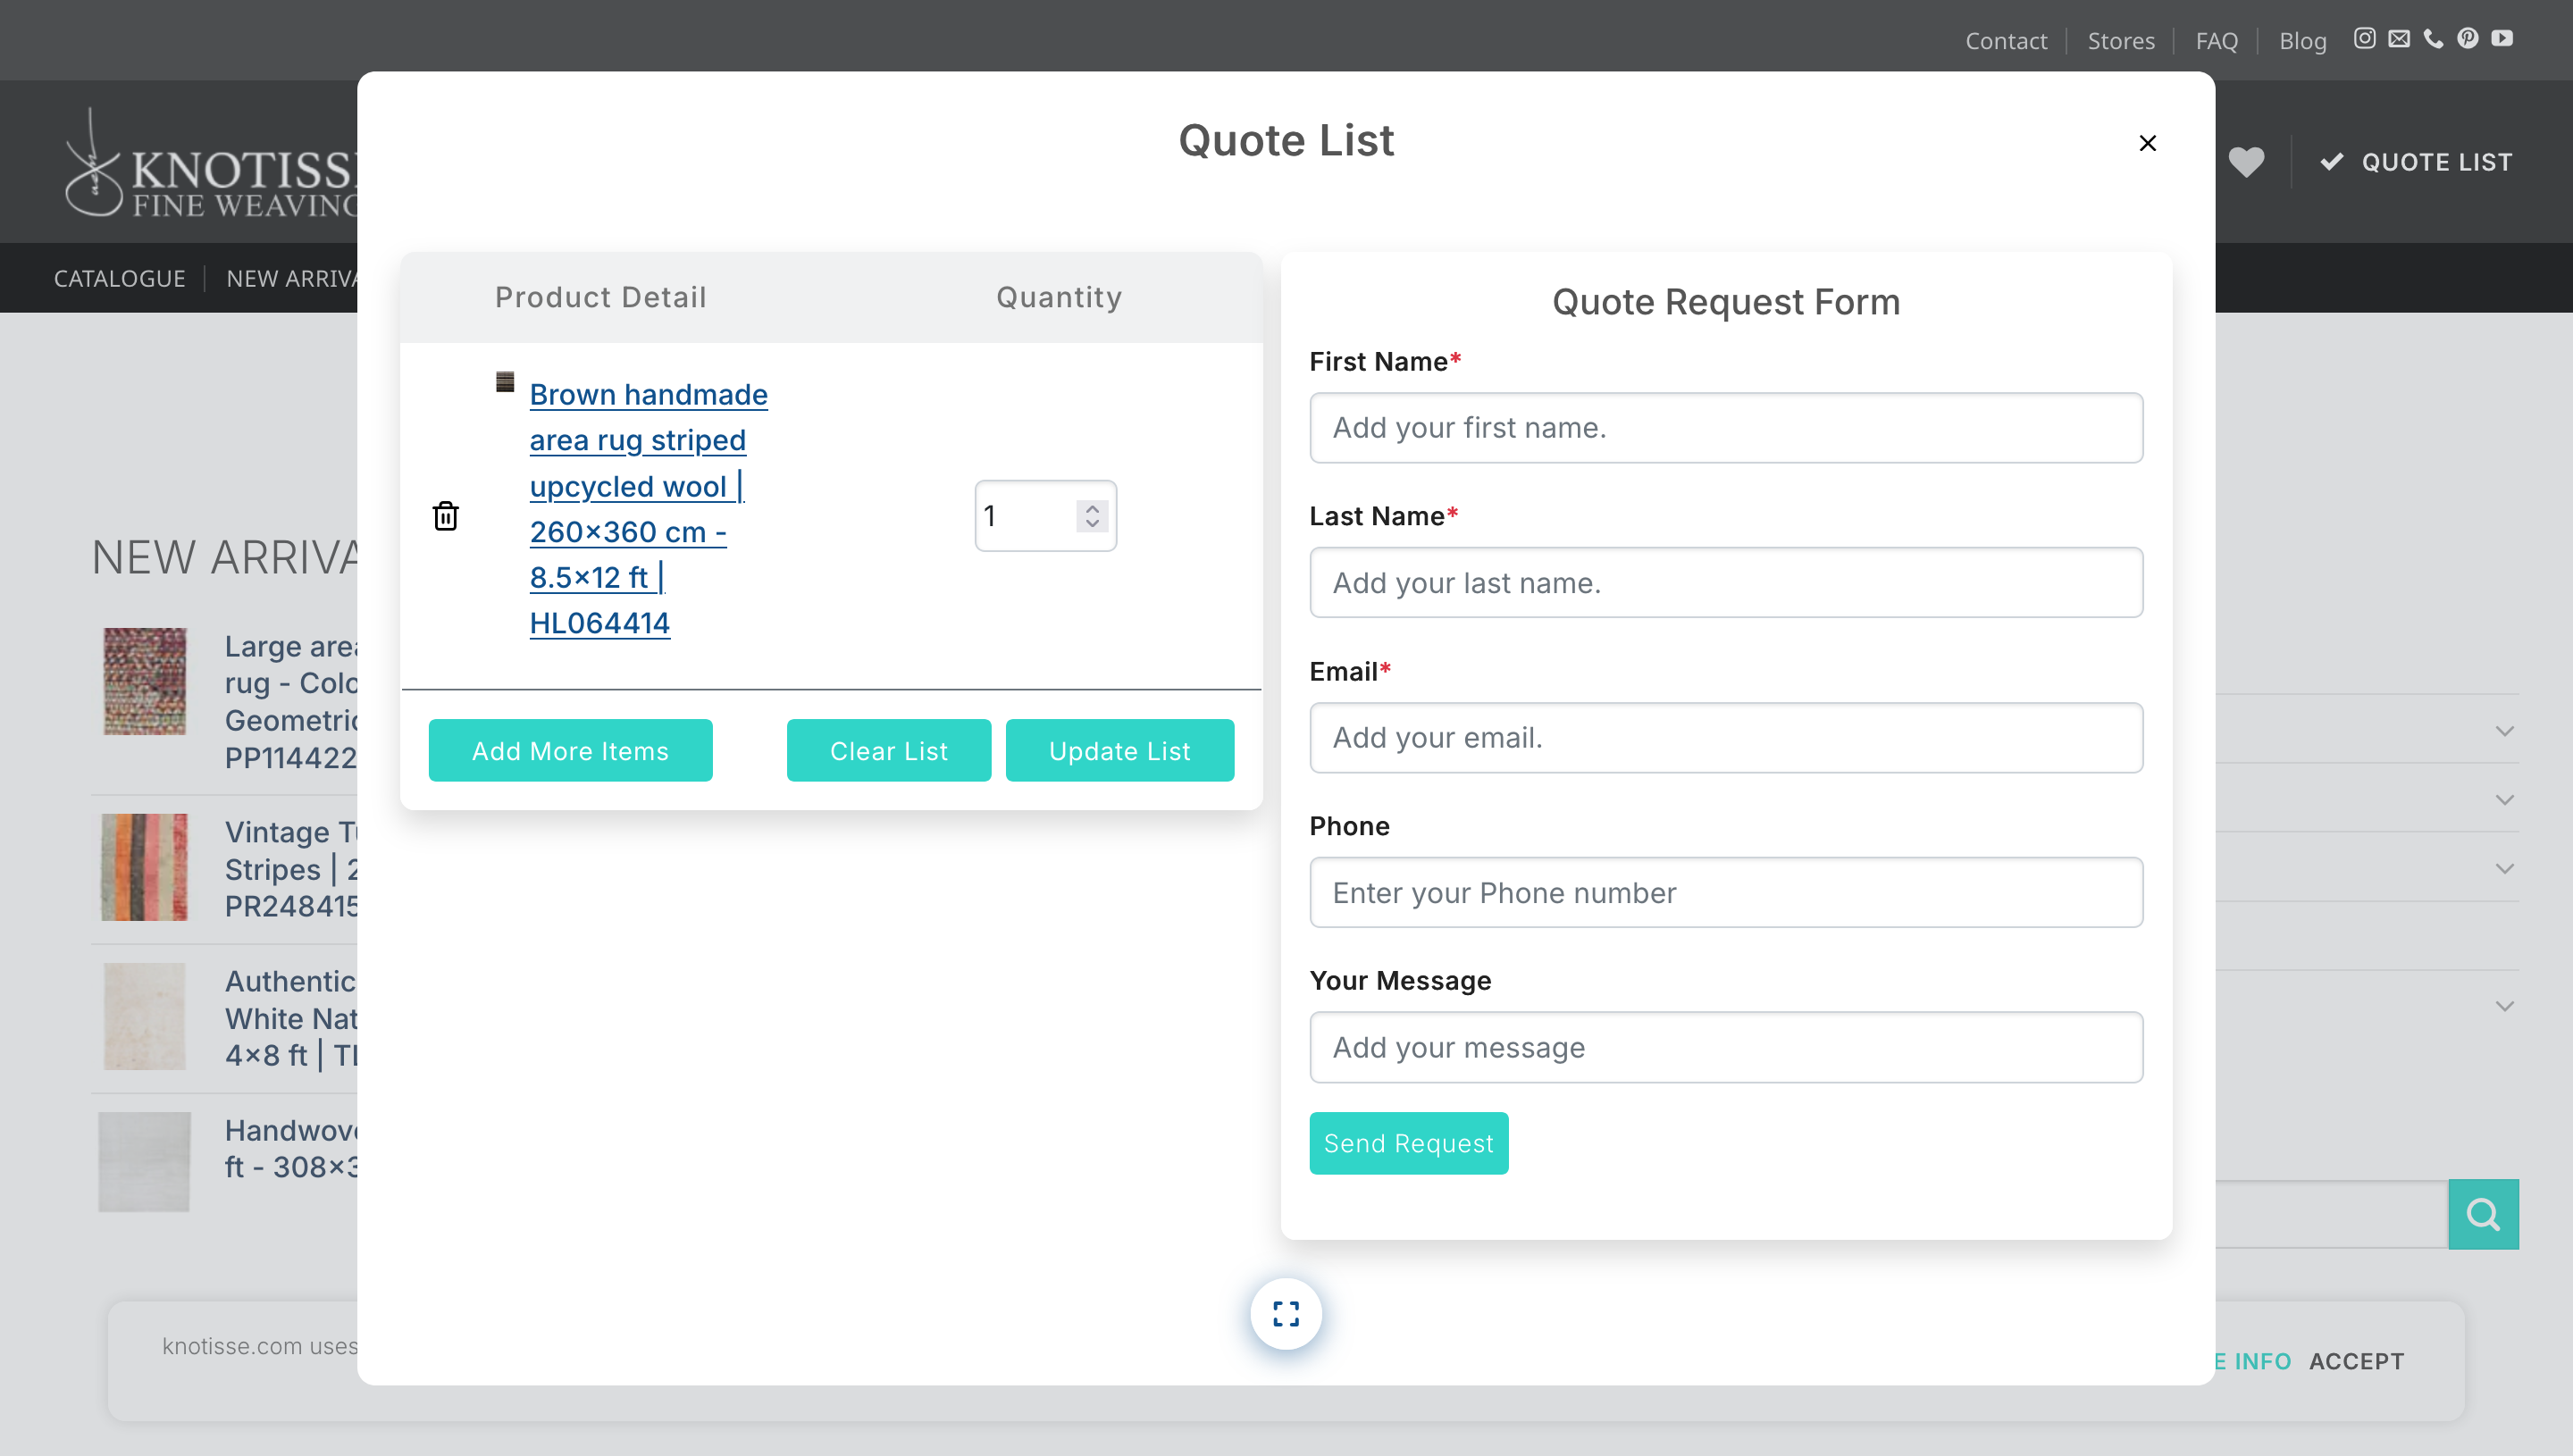 Contact
Stores
FAQ
Blog
KNOTISS
FINE WEAVING
QUOTE LIST
CATALOGUE
NEW ARRIVA
Quote List
Product Detail
Quantity
Brown handmade
area rug striped
upcycled wool |
260×360 cm -
8.5×12 ft |
HL064414
1
Add More Items
Clear List
Update List
Quote Request Form
First Name*
Add your first name.
Last Name*
Add your last name.
Email*
Add your email.
Phone
Enter your Phone number
Your Message
Add your message
Send Request
NEW ARRIVA
Large area
rug - Colo
Geometric
PP114422
Vintage Tu
Stripes | 2
PR248415
Authentic
White Nat
4×8 ft | TL
Handwove
ft - 308×3
knotisse.com uses
E INFO
ACCEPT